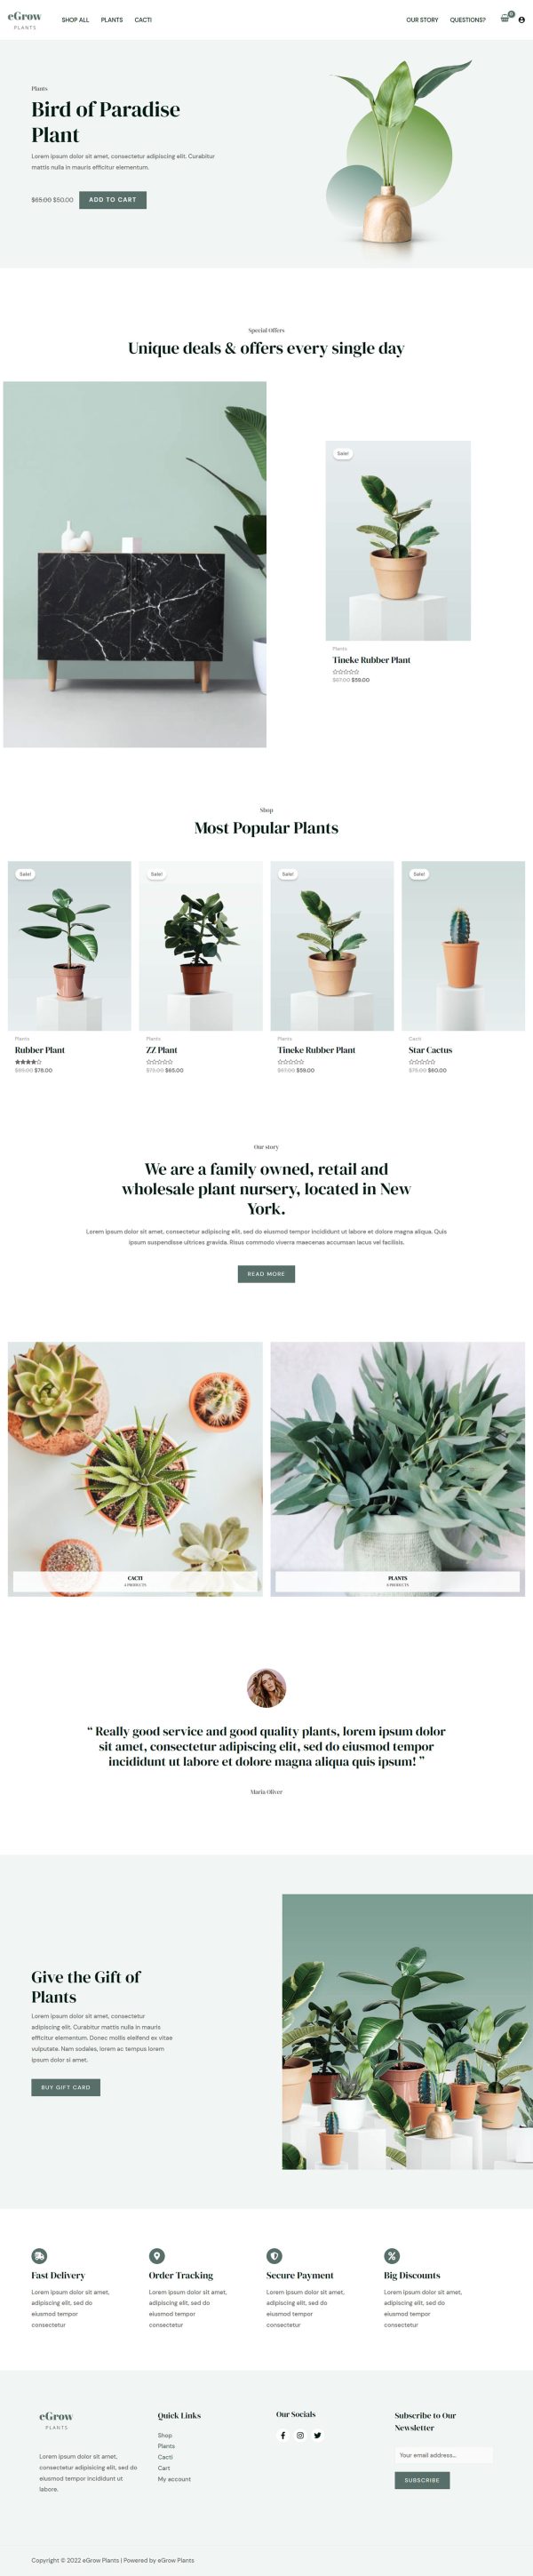 eGrow
PLANTS
SHOP ALL
PLANTS
CACTI
OUR STORY
QUESTIONS?
0
Plants
Bird of Paradise
Plant
Lorem ipsum dolor sit amet, consectetur adipiscing elit. Curabitur
mattis nulla in mauris efficitur elementum.
$65.00 $50.00
ADD TO CART
Special Offers
Unique deals & offers every single day
Sale!
Plants
Tineke Rubber Plant
$67.00 $59.00
Shop
Most Popular Plants
Sale!
Plants
Rubber Plant
$95.00 $78.00
Sale!
Plants
ZZ Plant
$75.00 $65.00
Sale!
Plants
Tineke Rubber Plant
$67.00 $59.00
Sale!
Cacti
Star Cactus
$75.00 $60.00
Our story
We are a family owned, retail and
wholesale plant nursery, located in New
York.
Lorem ipsum dolor sit amet, consectetur adipiscing elit, sed do eiusmod tempor incididunt ut labore et dolore magna aliqua. Quis
ipsum suspendisse ultrices gravida. Risus commodo viverra maecenas accumsan lacus vel facilisis.
READ MORE
CACTI
4 PRODUCTS
PLANTS
6 PRODUCTS
“ Really good service and good quality plants, lorem ipsum dolor
sit amet, consectetur adipiscing elit, sed do eiusmod tempor
incididunt ut labore et dolore magna aliqua quis ipsum! ”
Maria Oliver
Give the Gift of
Plants
Lorem ipsum dolor sit amet, consectetur
adipiscing elit. Curabitur mattis nulla in mauris
efficitur elementum. Donec mollis eleifend ex vitae
vulputate. Nam sodales, lorem ac tempus lorem
ipsum dolor si amet.
BUY GIFT CARD
Fast Delivery
Lorem ipsum dolor sit amet,
adipiscing elit, sed do
eiusmod tempor
consectetur
Order Tracking
Lorem ipsum dolor sit amet,
adipiscing elit, sed do
eiusmod tempor
consectetur
Secure Payment
Lorem ipsum dolor sit amet,
adipiscing elit, sed do
eiusmod tempor
consectetur
Big Discounts
Lorem ipsum dolor sit amet,
adipiscing elit, sed do
eiusmod tempor
consectetur
eGrow
PLANTS
Lorem ipsum dolor sit amet,
consectetur adipisicing elit, sed do
eiusmod tempor incididunt ut
labore.
Quick Links
Shop
Plants
Cacti
Cart
My account
Our Socials
Subscribe to Our
Newsletter
Your email address...
SUBSCRIBE
Copyright © 2022 eGrow Plants | Powered by eGrow Plants